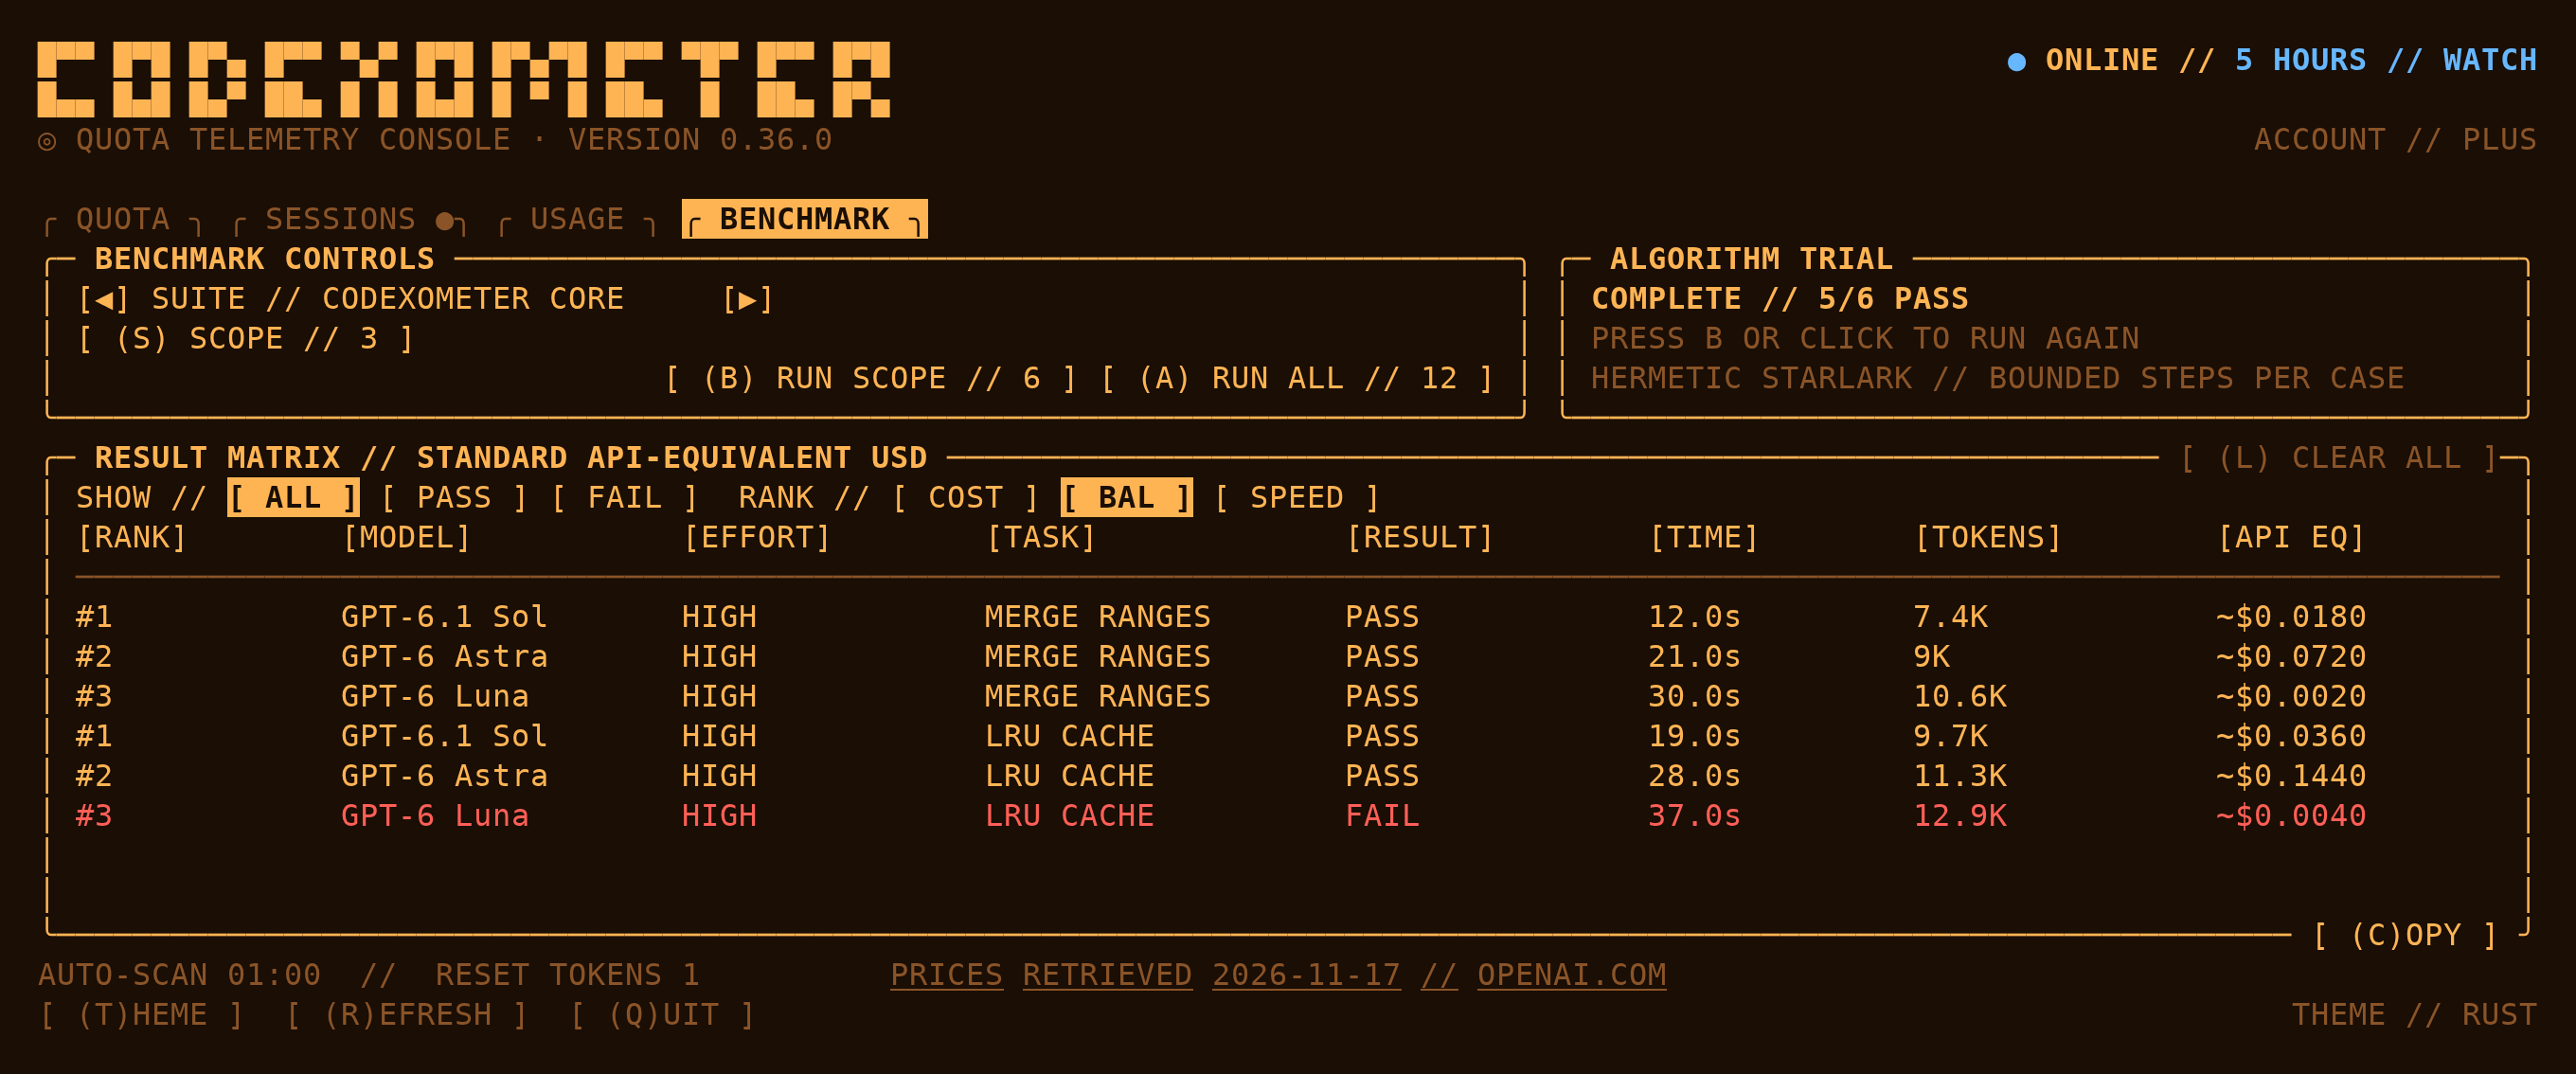 CODEXOMETER
● ONLINE // 5 HOURS // WATCH
◎ QUOTA TELEMETRY CONSOLE · VERSION 0.36.0
ACCOUNT // PLUS
QUOTA SESSIONS ● USAGE BENCHMARK
BENCHMARK CONTROLS
[◀] SUITE // CODEXOMETER CORE [▶]
[ (S) SCOPE // 3 ]
[ (B) RUN SCOPE // 6 ] [ (A) RUN ALL // 12 ]
ALGORITHM TRIAL
COMPLETE // 5/6 PASS
PRESS B OR CLICK TO RUN AGAIN
HERMETIC STARLARK // BOUNDED STEPS PER CASE
RESULT MATRIX // STANDARD API-EQUIVALENT USD [ (L) CLEAR ALL ]
SHOW // [ ALL ] [ PASS ] [ FAIL ] RANK // [ COST ] [ BAL ] [ SPEED ]
[RANK] [MODEL] [EFFORT] [TASK] [RESULT] [TIME] [TOKENS] [API EQ]
#1 GPT-6.1 Sol HIGH MERGE RANGES PASS 12.0s 7.4K ~$0.0180
#2 GPT-6 Astra HIGH MERGE RANGES PASS 21.0s 9K ~$0.0720
#3 GPT-6 Luna HIGH MERGE RANGES PASS 30.0s 10.6K ~$0.0020
#1 GPT-6.1 Sol HIGH LRU CACHE PASS 19.0s 9.7K ~$0.0360
#2 GPT-6 Astra HIGH LRU CACHE PASS 28.0s 11.3K ~$0.1440
#3 GPT-6 Luna HIGH LRU CACHE FAIL 37.0s 12.9K ~$0.0040
[ (C)OPY ]
AUTO-SCAN 01:00 // RESET TOKENS 1 PRICES RETRIEVED 2026-11-17 // OPENAI.COM
[ (T)HEME ] [ (R)EFRESH ] [ (Q)UIT ] THEME // RUST